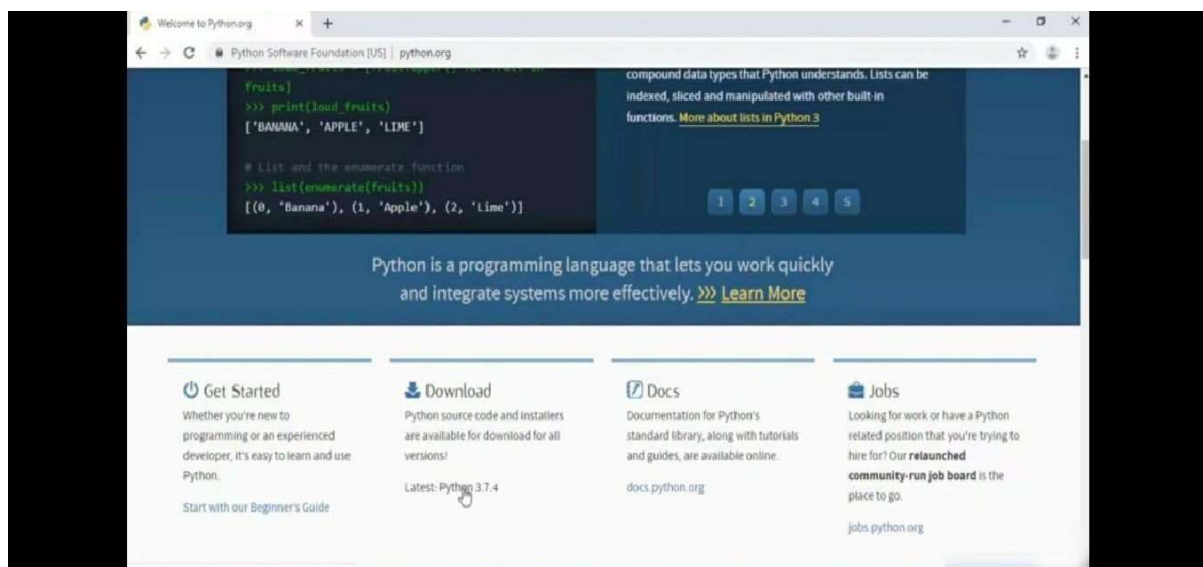 Welcome to Python.org
Python Software Foundation [US] | python.org
fruits]
>>> print(loud_fruits)
['BANANA', 'APPLE', 'LIME']
# List and the enumerate function
>>> list(enumerate(fruits))
[(0, 'Banana'), (1, 'Apple'), (2, 'Lime')]
compound data types that Python understands. Lists can be
indexed, sliced and manipulated with other built-in
functions. More about lists in Python 3
1 2 3 4 5
Python is a programming language that lets you work quickly
and integrate systems more effectively. >>> Learn More
Get Started
Whether you're new to
programming or an experienced
developer, it's easy to learn and use
Python.
Start with our Beginner's Guide
Download
Python source code and installers
are available for download for all
versions!
Latest: Python 3.7.4
Docs
Documentation for Python's
standard library, along with tutorials
and guides, are available online.
docs.python.org
Jobs
Looking for work or have a Python
related position that you're trying to
hire for? Our relaunched
community-run job board is the
place to go.
jobs.python.org